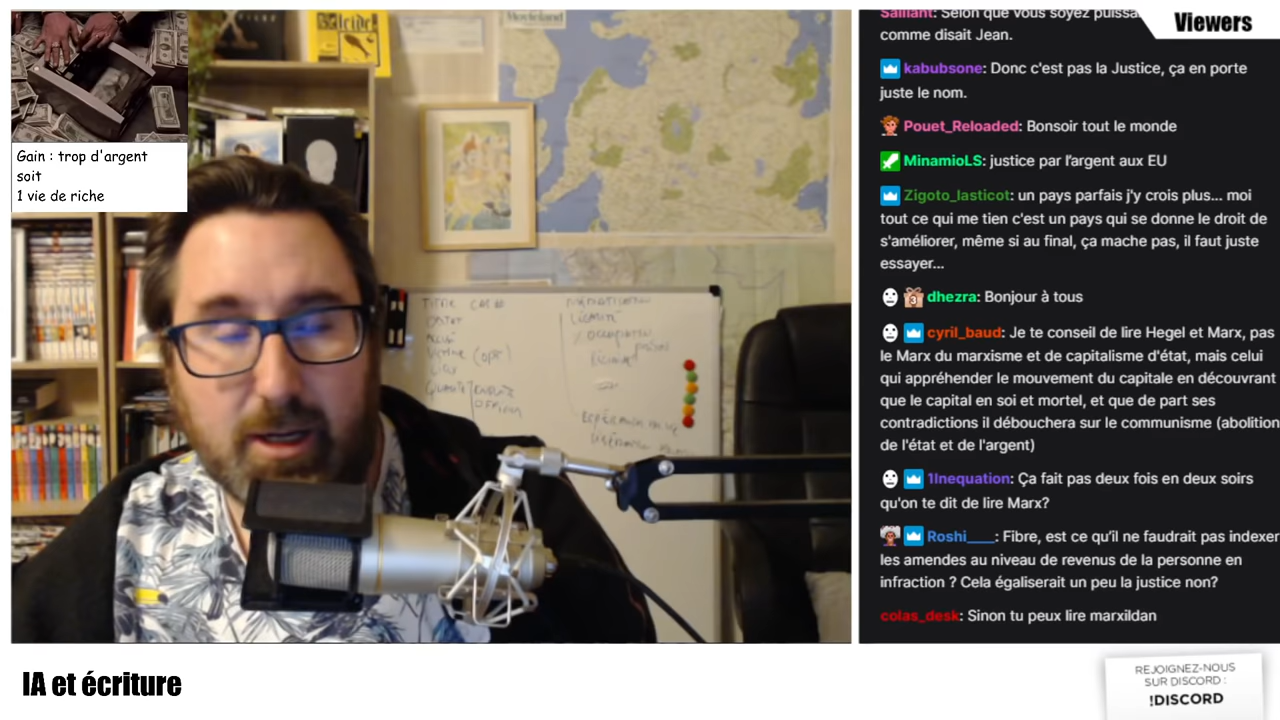 Gain : trop d'argent
soit
1 vie de riche
Viewers
Saillant: Selon que vous soyez
comme disait Jean.
kabubsone: Donc c'est pas la Justice, ça en porte
juste le nom.
Pouet_Reloaded: Bonsoir tout le monde
MinamioLS: justice par l'argent aux EU
Zigoto_lasticot: un pays parfais j'y crois plus... moi
tout ce qui me tien c'est un pays qui se donne le droit de
s'améliorer, même si au final, ça mache pas, il faut juste
essayer...
dhezra: Bonjour à tous
cyril_baud: Je te conseil de lire Hegel et Marx, pas
le Marx du marxisme et de capitalisme d'état, mais celui
qui appréhender le mouvement du capitale en découvrant
que le capital en soi et mortel, et que de part ses
contradictions il débouchera sur le communisme (abolition
de l'état et de l'argent)
1Inequation: Ça fait pas deux fois en deux soirs
qu'on te dit de lire Marx?
Roshi___: Fibre, est ce qu'il ne faudrait pas indexer
les amendes au niveau de revenus de la personne en
infraction ? Cela égaliserait un peu la justice non?
colas_desk: Sinon tu peux lire marxildan
IA et écriture
REJOIGNEZ-NOUS
SUR DISCORD :
!DISCORD